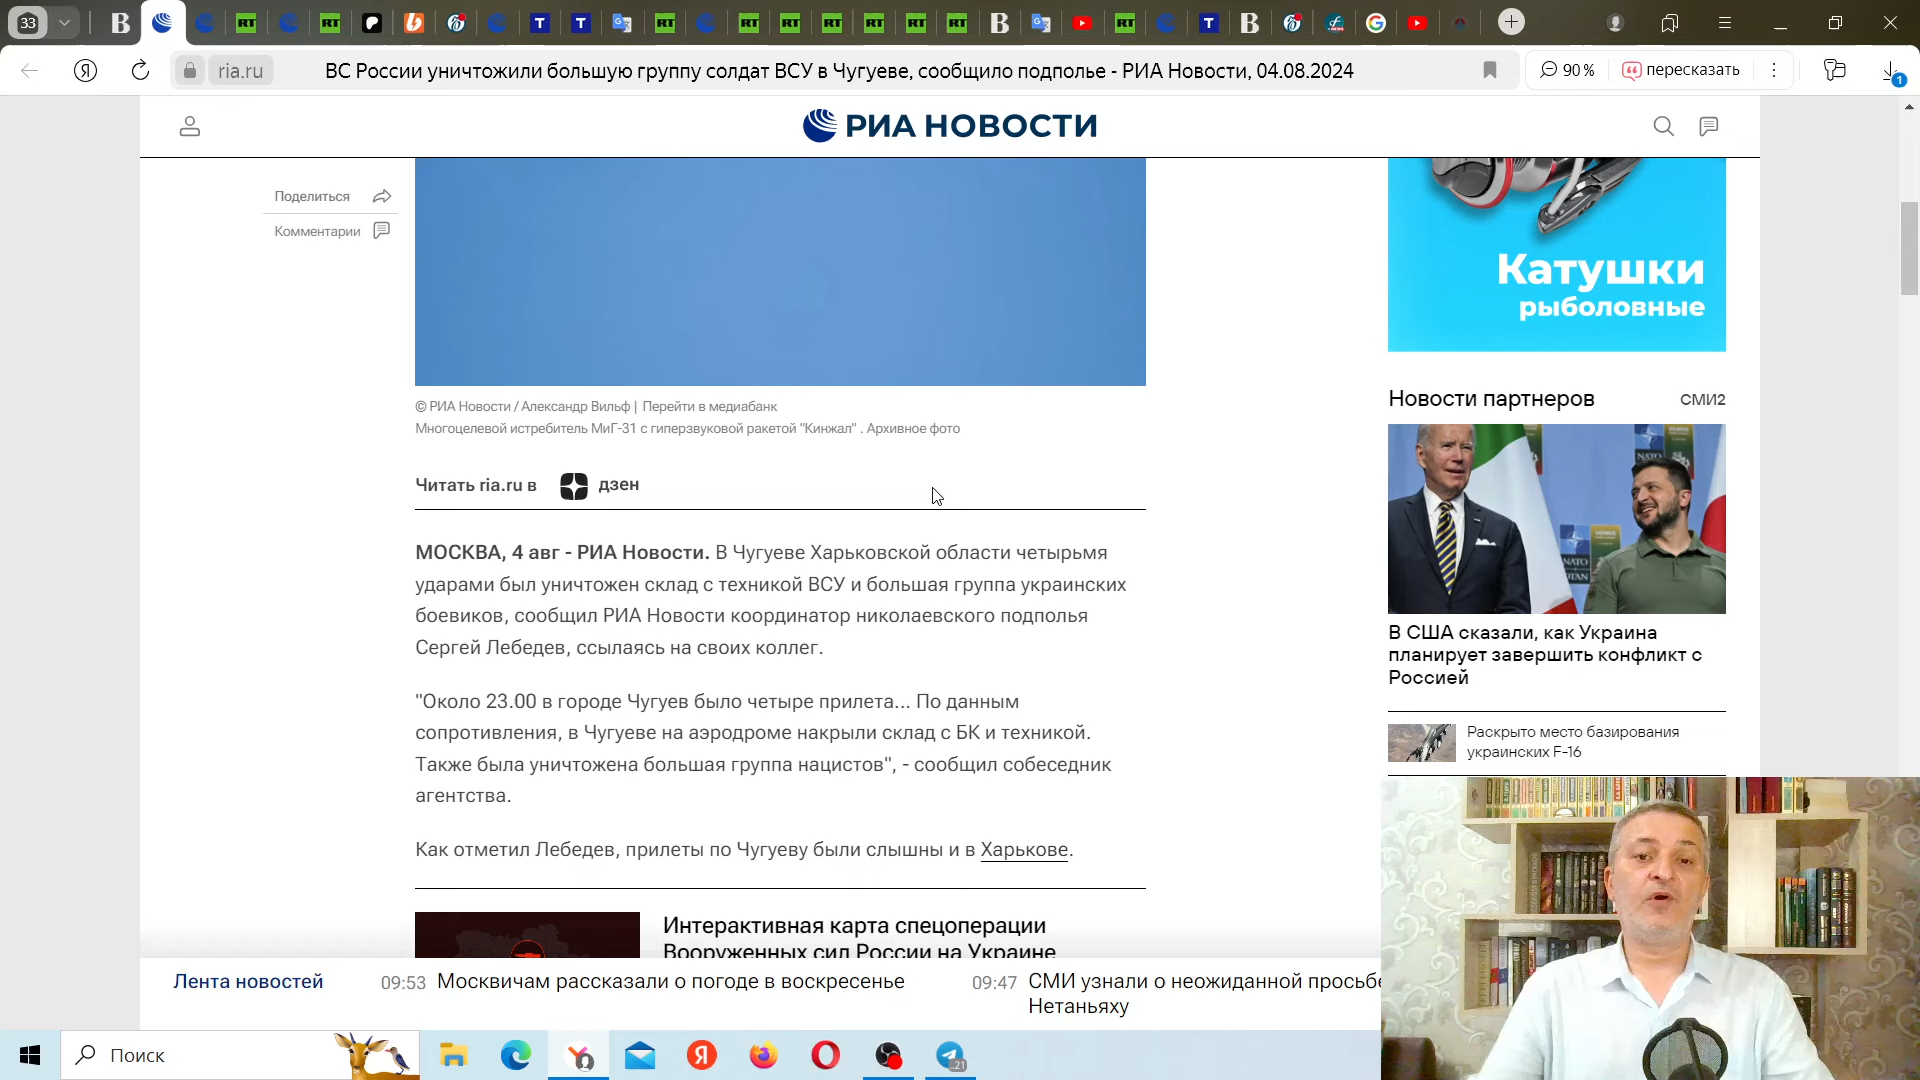 33
ria.ru
ВС России уничтожили большую группу солдат ВСУ в Чугуеве, сообщило подполье - РИА Новости, 04.08.2024
90 %
пересказать
1
РИА НОВОСТИ
Поделиться
Комментарии
Катушки
рыболовные
© РИА Новости / Александр Вильф | Перейти в медиабанк
Многоцелевой истребитель МиГ-31 с гиперзвуковой ракетой "Кинжал" . Архивное фото
Читать ria.ru в дзен
МОСКВА, 4 авг - РИА Новости. В Чугуеве Харьковской области четырьмя
ударами был уничтожен склад с техникой ВСУ и большая группа украинских
боевиков, сообщил РИА Новости координатор николаевского подполья
Сергей Лебедев, ссылаясь на своих коллег.
"Около 23.00 в городе Чугуев было четыре прилета... По данным
сопротивления, в Чугуеве на аэродроме накрыли склад с БК и техникой.
Также была уничтожена большая группа нацистов", - сообщил собеседник
агентства.
Как отметил Лебедев, прилеты по Чугуеву были слышны и в Харькове.
Интерактивная карта спецоперации
Вооруженных сил России на Украине
Новости партнеров
СМИ2
В США сказали, как Украина
планирует завершить конфликт с
Россией
Раскрыто место базирования
украинских F-16
Лента новостей
09:53 Москвичам рассказали о погоде в воскресенье
09:47 СМИ узнали о неожиданной просьбе
Нетаньяху
Поиск
21